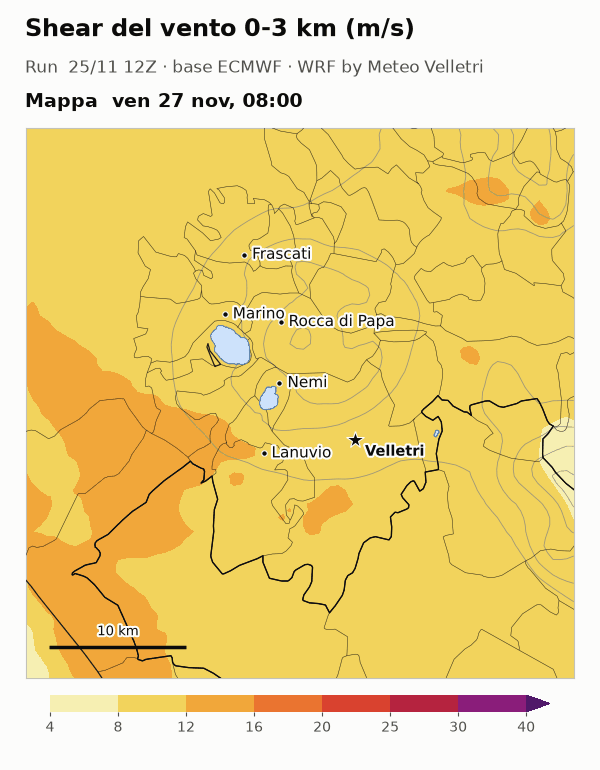 Shear del vento 0-3 km (m/s)
Run  25/11 12Z · base ECMWF · WRF by Meteo Velletri
Mappa  ven 27 nov, 08:00
Frascati
Marino
Rocca di Papa
Nemi
Velletri
Lanuvio
10 km
4 8 12 16 20 25 30 40